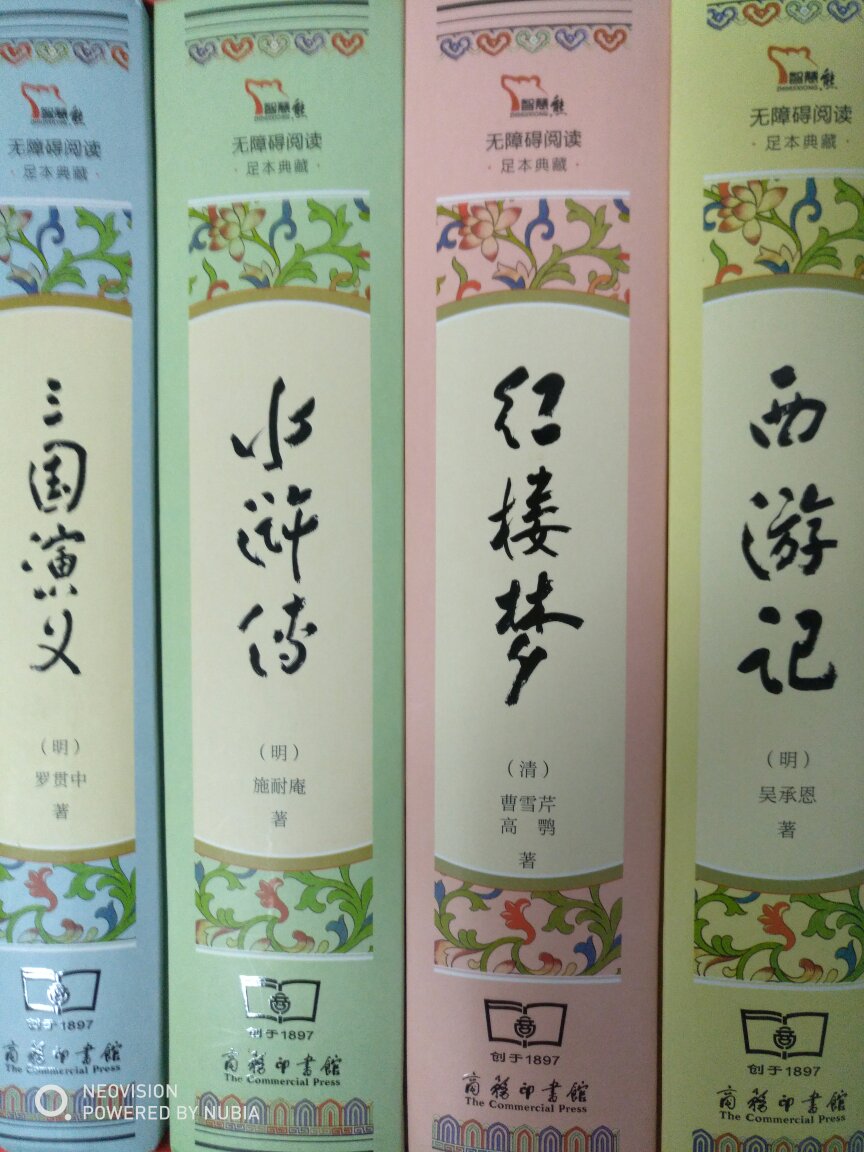 智慧熊
无障碍阅读
·足本典藏·
三国演义
（明）
罗贯中
著
创于1897
商务印书馆
The Commercial Press
智慧熊
ZHIHUIXIONG
无障碍阅读
·足本典藏·
水浒传
（明）
施耐庵
著
创于1897
商务印书馆
The Commercial Press
智慧熊
ZHIHUIXIONG
无障碍阅读
·足本典藏·
红楼梦
（清）
曹雪芹
高鹗
著
创于1897
商务印书馆
The Commercial Press
智慧熊
ZHIHUIXIONG
无障碍阅读
·足本典藏·
西游记
（明）
吴承恩
著
创于1897
商务印书馆
The Commercial Press
NEOVISION
POWERED BY NUBIA